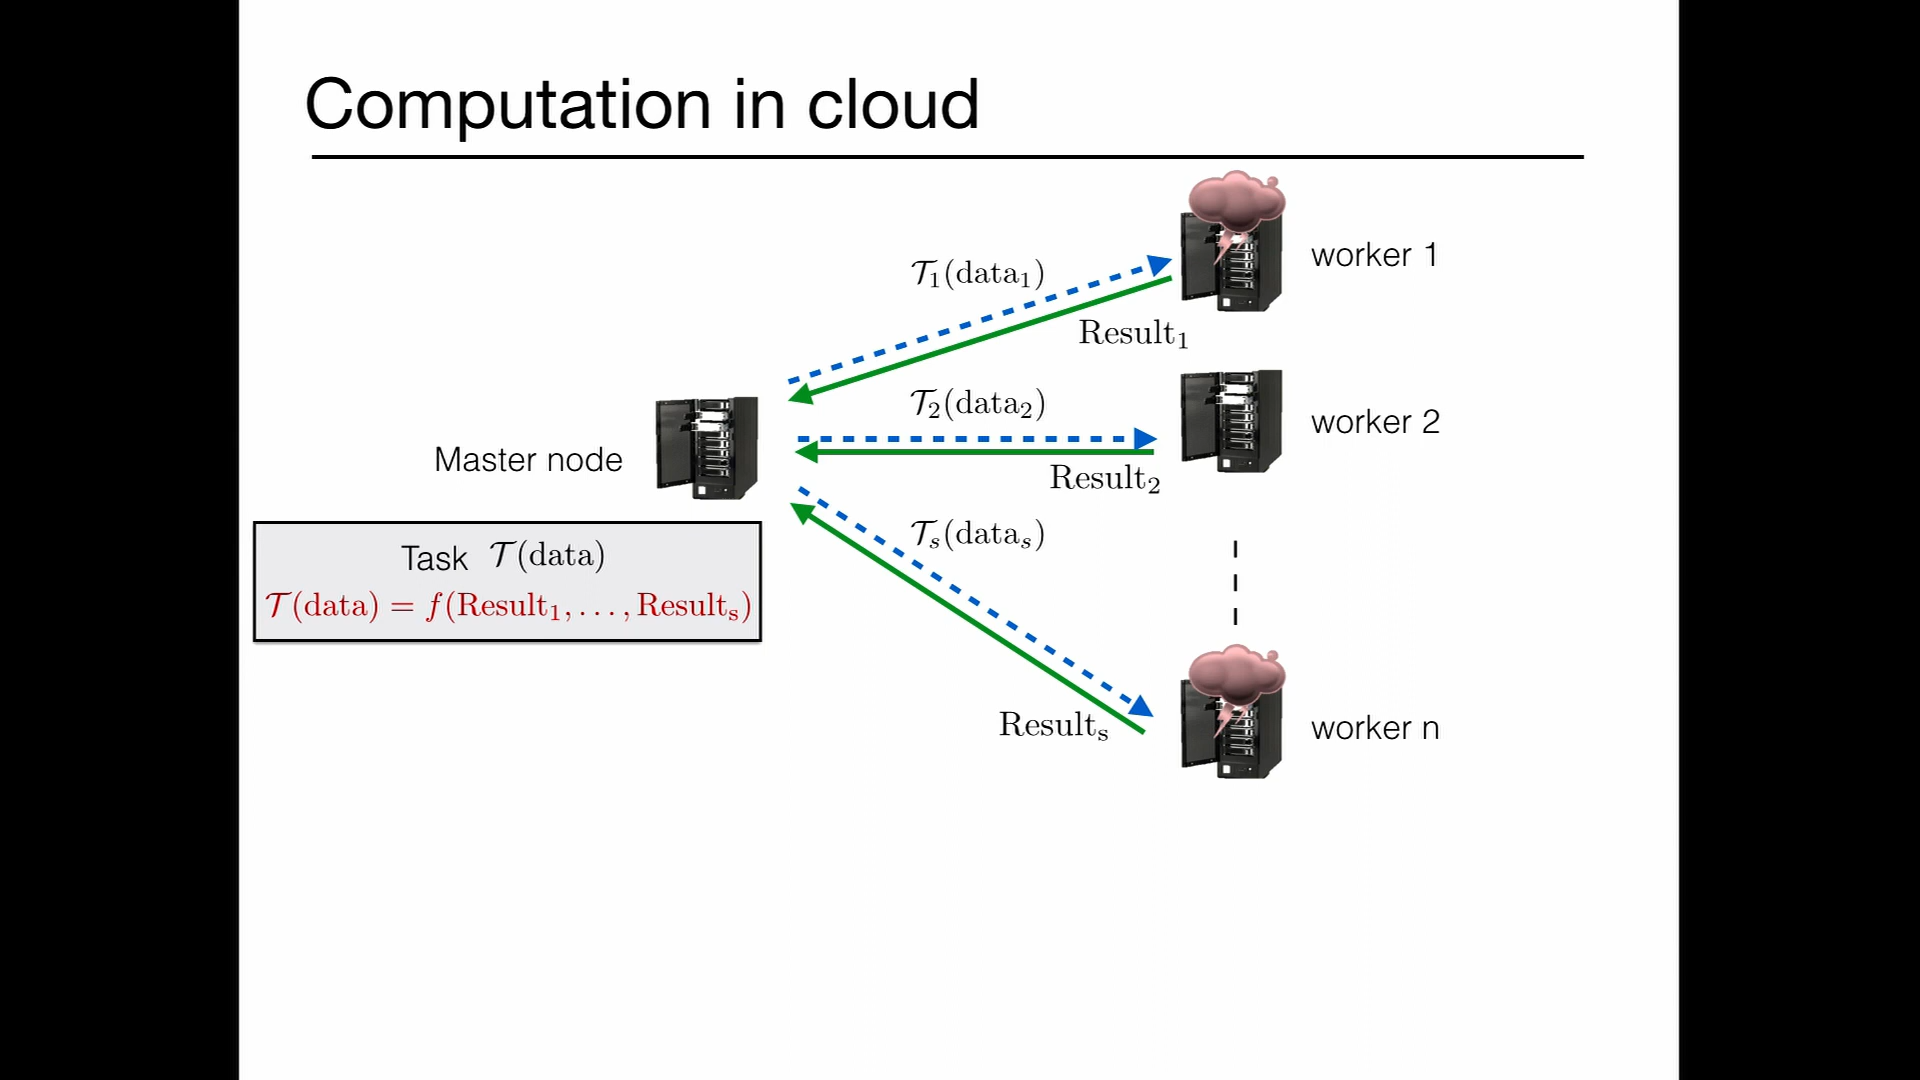 Computation in cloud
𝒯₁(data₁)
worker 1
Result₁
𝒯₂(data₂)
worker 2
Master node
Result₂
𝒯ₛ(dataₛ)
Task 𝒯(data)
𝒯(data) = f(Result₁, . . . , Resultₛ)
Resultₛ
worker n